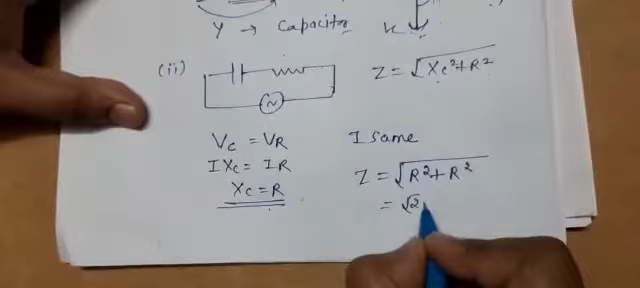 Y → Capacitor
(ii)
Z = √Xc²+R²
~
Vc = VR
I same
IXc = IR
Z = √R²+R²
Xc = R
= √2